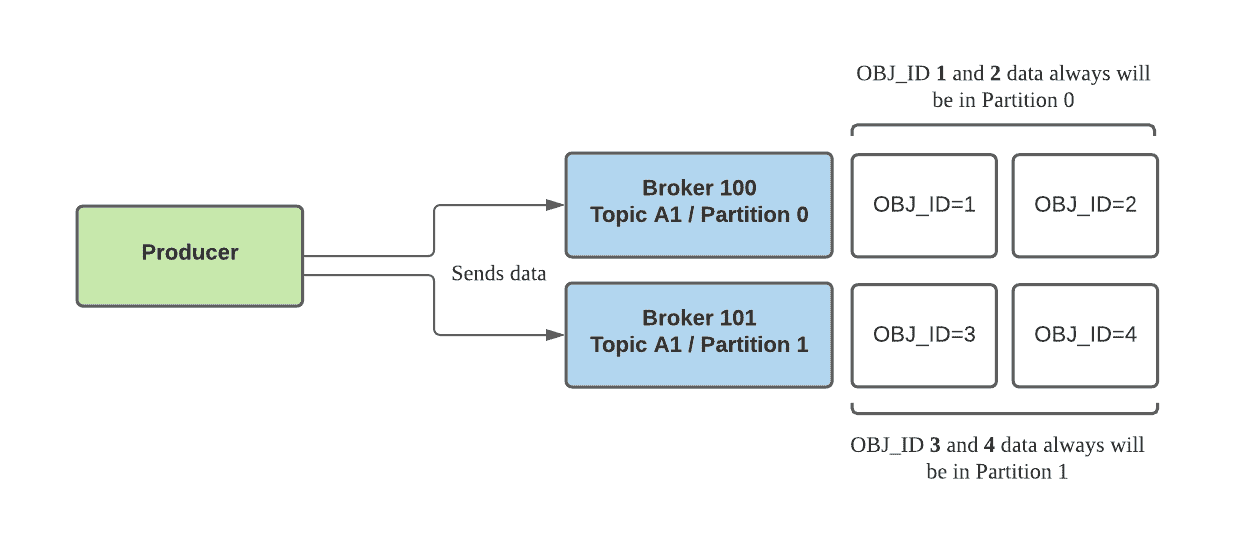 OBJ_ID 1 and 2 data always will
be in Partition 0
Broker 100
Topic A1 / Partition 0
OBJ_ID=1
OBJ_ID=2
Producer
Sends data
Broker 101
Topic A1 / Partition 1
OBJ_ID=3
OBJ_ID=4
OBJ_ID 3 and 4 data always will
be in Partition 1